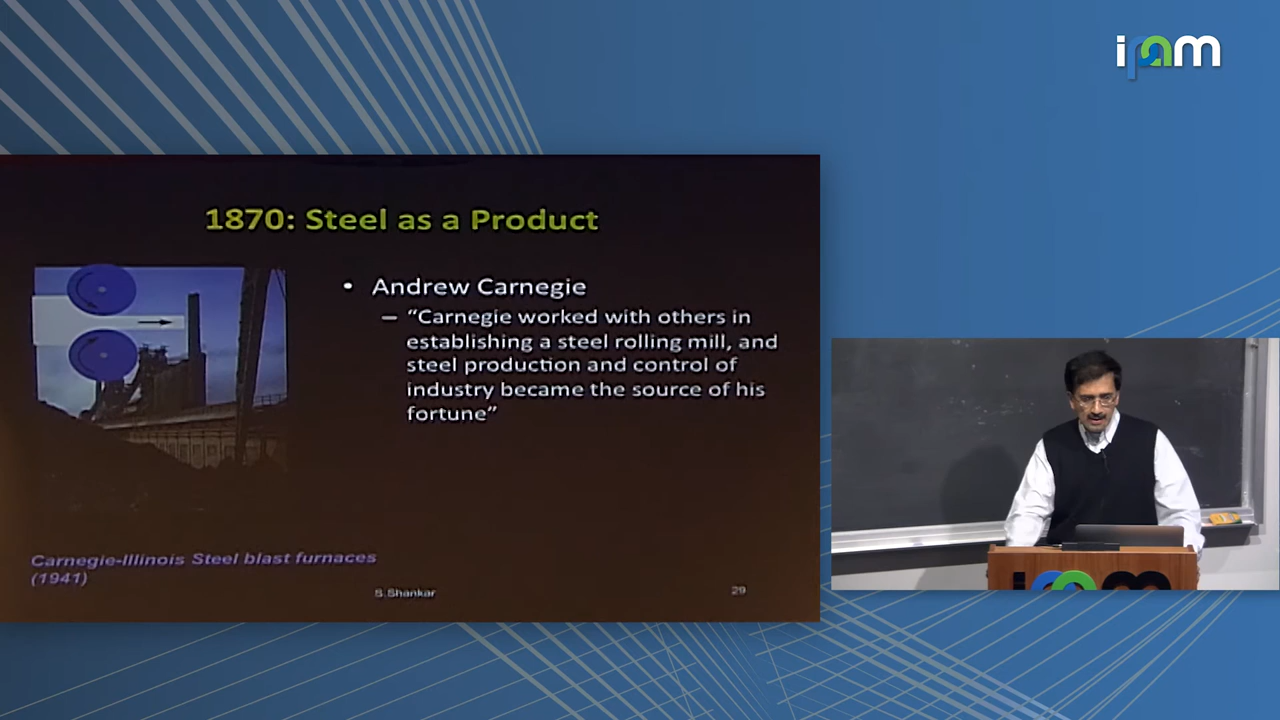 ipam
1870: Steel as a Product
• Andrew Carnegie
– “Carnegie worked with others in
establishing a steel rolling mill, and
steel production and control of
industry became the source of his
fortune”
Carnegie-Illinois Steel blast furnaces
(1941)
S.Shankar
29
ipam